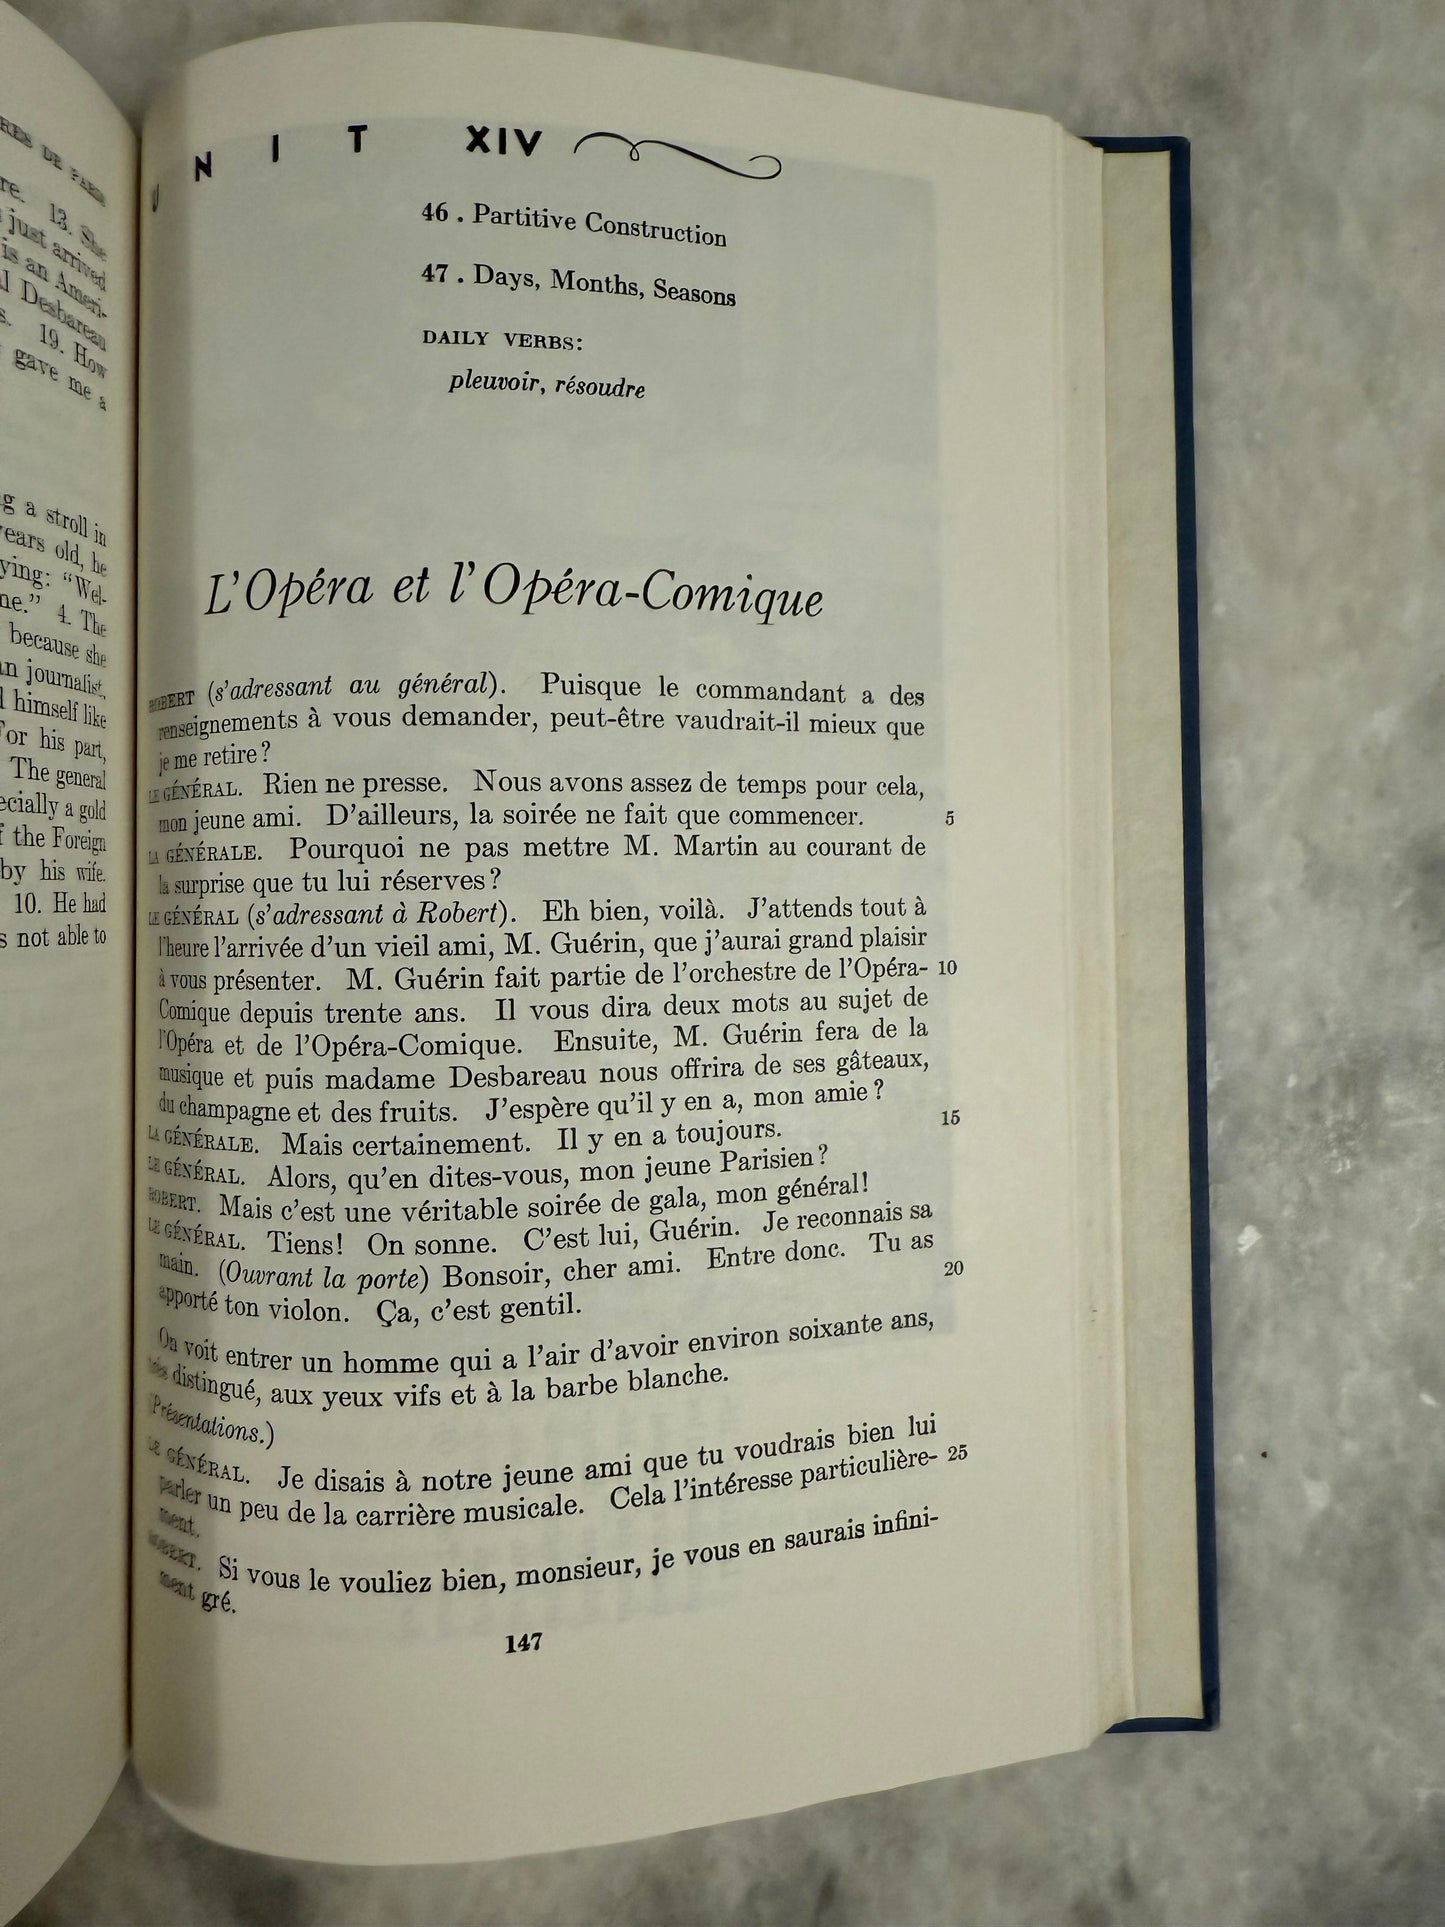 RES DE PARIS
re. 13. She
just arrived
is an Ameri-
l Desbareau
s. 19. How
gave me a
g a stroll in
years old, he
ying: “Wel-
ne.” 4. The
because she
an journalist,
d himself like
For his part,
The general
ecially a gold
f the Foreign
by his wife.
10. He had
s not able to
UNIT XIV
46 . Partitive Construction
47 . Days, Months, Seasons
DAILY VERBS:
pleuvoir, résoudre
L’Opéra et l’Opéra-Comique
ROBERT (s’adressant au général). Puisque le commandant a des
renseignements à vous demander, peut-être vaudrait-il mieux que
je me retire?
LE GÉNÉRAL. Rien ne presse. Nous avons assez de temps pour cela,
mon jeune ami. D’ailleurs, la soirée ne fait que commencer. 5
LA GÉNÉRALE. Pourquoi ne pas mettre M. Martin au courant de
la surprise que tu lui réserves?
LE GÉNÉRAL (s’adressant à Robert). Eh bien, voilà. J’attends tout à
l’heure l’arrivée d’un vieil ami, M. Guérin, que j’aurai grand plaisir
à vous présenter. M. Guérin fait partie de l’orchestre de l’Opéra- 10
Comique depuis trente ans. Il vous dira deux mots au sujet de
l’Opéra et de l’Opéra-Comique. Ensuite, M. Guérin fera de la
musique et puis madame Desbareau nous offrira de ses gâteaux,
du champagne et des fruits. J’espère qu’il y en a, mon amie?
LA GÉNÉRALE. Mais certainement. Il y en a toujours. 15
LE GÉNÉRAL. Alors, qu’en dites-vous, mon jeune Parisien?
ROBERT. Mais c’est une véritable soirée de gala, mon général!
LE GÉNÉRAL. Tiens! On sonne. C’est lui, Guérin. Je reconnais sa
main. (Ouvrant la porte) Bonsoir, cher ami. Entre donc. Tu as
apporté ton violon. Ça, c’est gentil. 20
On voit entrer un homme qui a l’air d’avoir environ soixante ans,
très distingué, aux yeux vifs et à la barbe blanche.
(Présentations.)
LE GÉNÉRAL. Je disais à notre jeune ami que tu voudrais bien lui
parler un peu de la carrière musicale. Cela l’intéresse particulière- 25
ment.
ROBERT. Si vous le vouliez bien, monsieur, je vous en saurais infini-
ment gré.
147